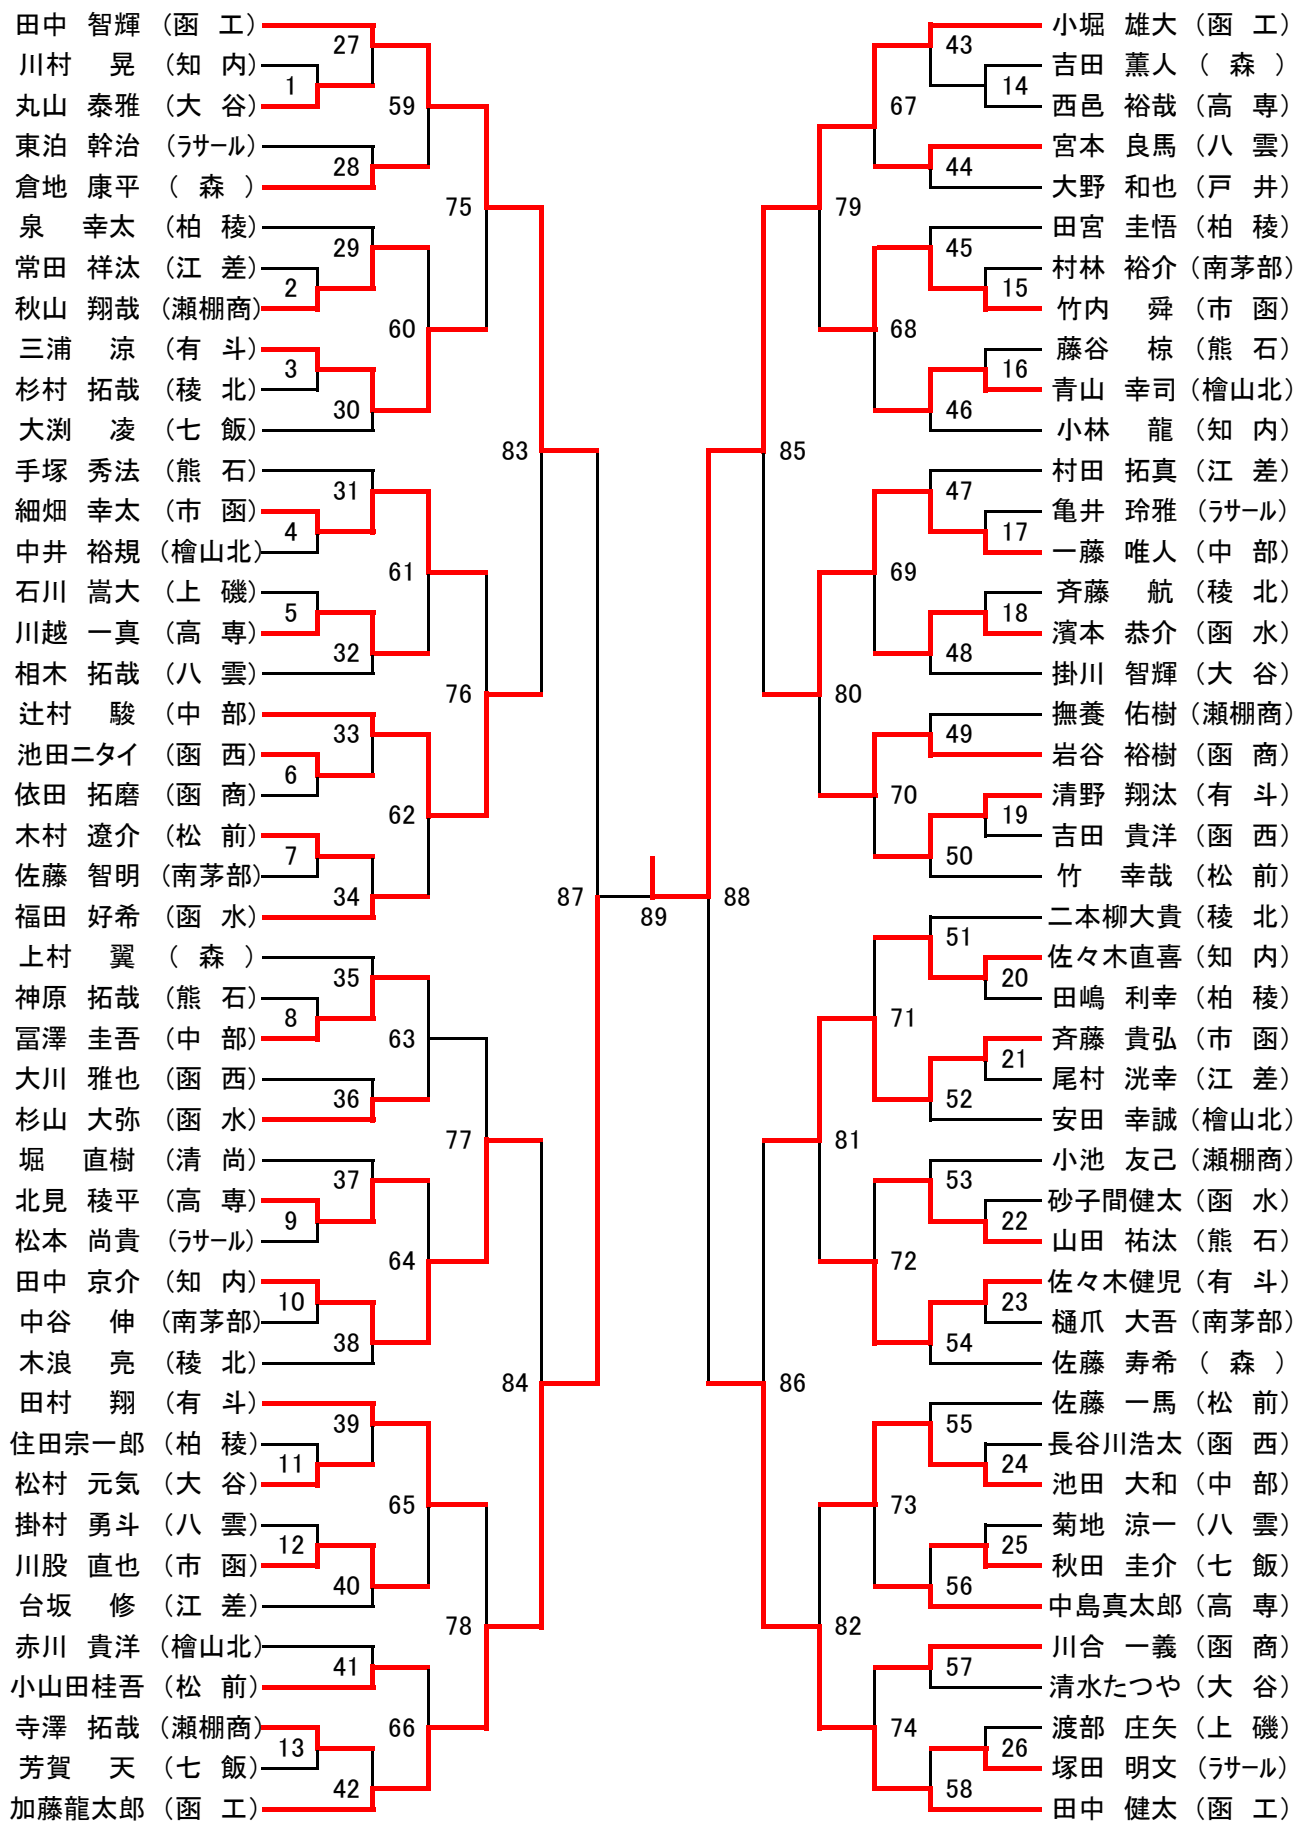 田中 智輝 (函 工)
川村 晃 (知 内)
丸山 泰雅 (大 谷)
東泊 幹治 (ラサール)
倉地 康平 ( 森 )
泉 幸太 (柏 稜)
常田 祥汰 (江 差)
秋山 翔哉 (瀬棚商)
三浦 涼 (有 斗)
杉村 拓哉 (稜 北)
大渕 凌 (七 飯)
手塚 秀法 (熊 石)
細畑 幸太 (市 函)
中井 裕規 (檜山北)
石川 嵩大 (上 磯)
川越 一真 (高 専)
相木 拓哉 (八 雲)
辻村 駿 (中 部)
池田ニタイ (函 西)
依田 拓磨 (函 商)
木村 遼介 (松 前)
佐藤 智明 (南茅部)
福田 好希 (函 水)
上村 翼 ( 森 )
神原 拓哉 (熊 石)
冨澤 圭吾 (中 部)
大川 雅也 (函 西)
杉山 大弥 (函 水)
堀 直樹 (清 尚)
北見 稜平 (高 専)
松本 尚貴 (ラサール)
田中 京介 (知 内)
中谷 伸 (南茅部)
木浪 亮 (稜 北)
田村 翔 (有 斗)
住田宗一郎 (柏 稜)
松村 元気 (大 谷)
掛村 勇斗 (八 雲)
川股 直也 (市 函)
台坂 修 (江 差)
赤川 貴洋 (檜山北)
小山田桂吾 (松 前)
寺澤 拓哉 (瀬棚商)
芳賀 天 (七 飯)
加藤龍太郎 (函 工)
1
2
3
4
5
6
7
8
9
10
11
12
13
27
28
29
30
31
32
33
34
35
36
37
38
39
40
41
42
59
60
61
62
63
64
65
66
75
76
77
78
83
84
87
89
88
85
86
79
80
81
82
67
68
69
70
71
72
73
74
43
44
45
46
47
48
49
50
51
52
53
54
55
56
57
58
14
15
16
17
18
19
20
21
22
23
24
25
26
小堀 雄大 (函 工)
吉田 薫人 ( 森 )
西邑 裕哉 (高 専)
宮本 良馬 (八 雲)
大野 和也 (戸 井)
田宮 圭悟 (柏 稜)
村林 裕介 (南茅部)
竹内 舜 (市 函)
藤谷 椋 (熊 石)
青山 幸司 (檜山北)
小林 龍 (知 内)
村田 拓真 (江 差)
亀井 玲雅 (ラサール)
一藤 唯人 (中 部)
斉藤 航 (稜 北)
濱本 恭介 (函 水)
掛川 智輝 (大 谷)
撫養 佑樹 (瀬棚商)
岩谷 裕樹 (函 商)
清野 翔汰 (有 斗)
吉田 貴洋 (函 西)
竹 幸哉 (松 前)
二本柳大貴 (稜 北)
佐々木直喜 (知 内)
田嶋 利幸 (柏 稜)
斉藤 貴弘 (市 函)
尾村 洸幸 (江 差)
安田 幸誠 (檜山北)
小池 友己 (瀬棚商)
砂子間健太 (函 水)
山田 祐汰 (熊 石)
佐々木健児 (有 斗)
樋爪 大吾 (南茅部)
佐藤 寿希 ( 森 )
佐藤 一馬 (松 前)
長谷川浩太 (函 西)
池田 大和 (中 部)
菊地 涼一 (八 雲)
秋田 圭介 (七 飯)
中島真太郎 (高 専)
川合 一義 (函 商)
清水たつや (大 谷)
渡部 庄矢 (上 磯)
塚田 明文 (ラサール)
田中 健太 (函 工)